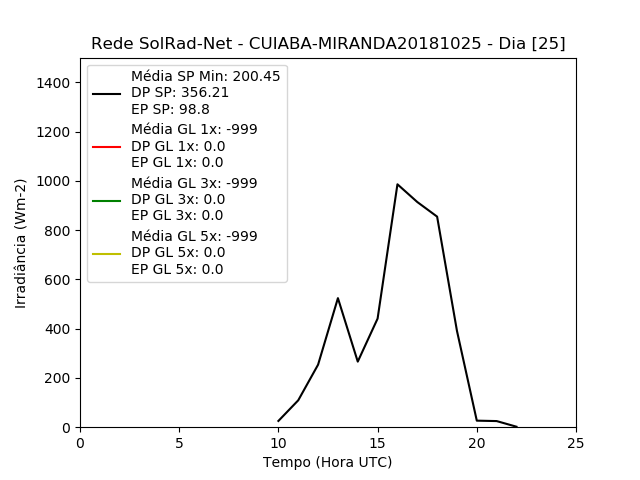 Rede SolRad-Net - CUIABA-MIRANDA20181025 - Dia [25]
Média SP Min: 200.45
DP SP: 356.21
EP SP: 98.8
Média GL 1x: -999
DP GL 1x: 0.0
EP GL 1x: 0.0
Média GL 3x: -999
DP GL 3x: 0.0
EP GL 3x: 0.0
Média GL 5x: -999
DP GL 5x: 0.0
EP GL 5x: 0.0
Irradiância (Wm-2)
1400
1200
1000
800
600
400
200
0
0 5 10 15 20 25
Tempo (Hora UTC)